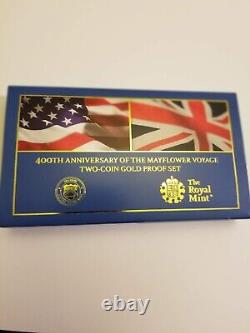 400TH ANNIVERSARY OF THE MAYFLOWER VOYAGE
TWO-COIN GOLD PROOF SET
The
Royal
Mint